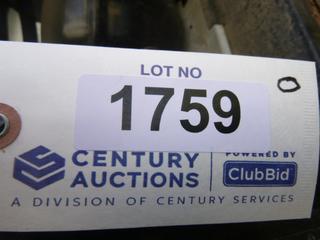 LOT NO
1759
CENTURY
AUCTIONS
POWERED BY
ClubBid
A DIVISION OF CENTURY SERVICES